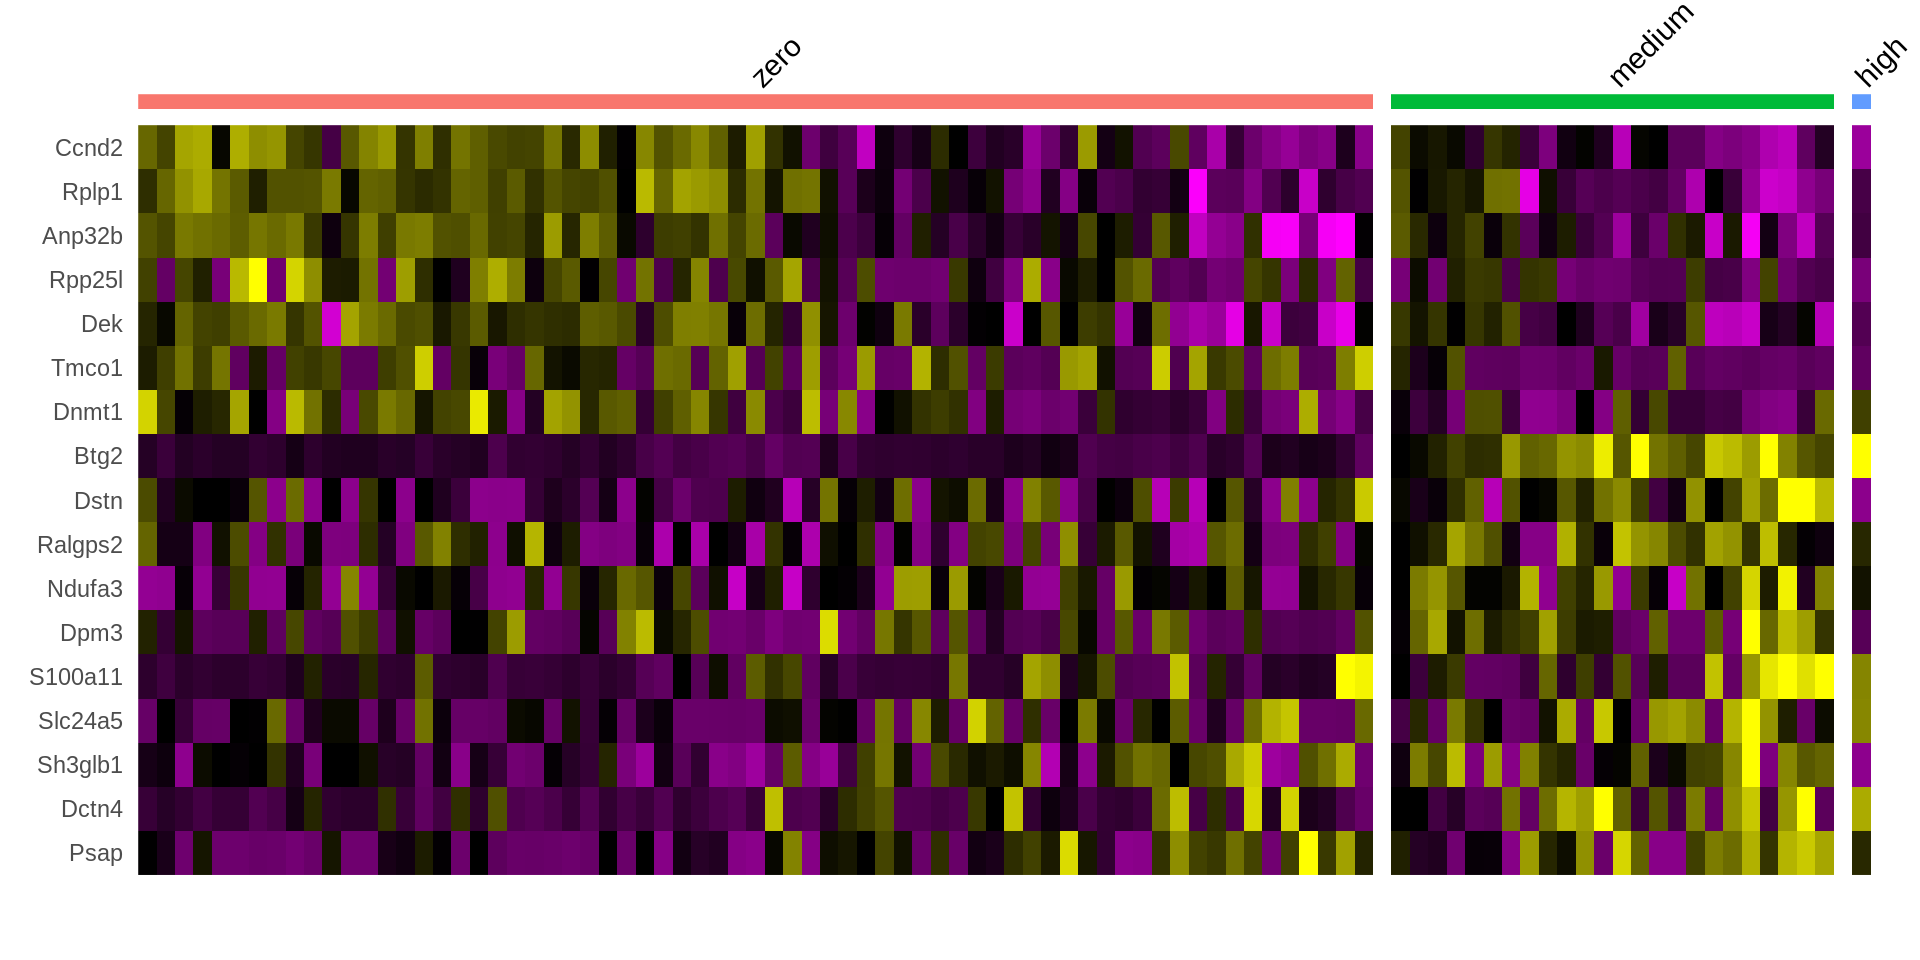 zero
medium
high
Ccnd2
Rplp1
Anp32b
Rpp25l
Dek
Tmco1
Dnmt1
Btg2
Dstn
Ralgps2
Ndufa3
Dpm3
S100a11
Slc24a5
Sh3glb1
Dctn4
Psap